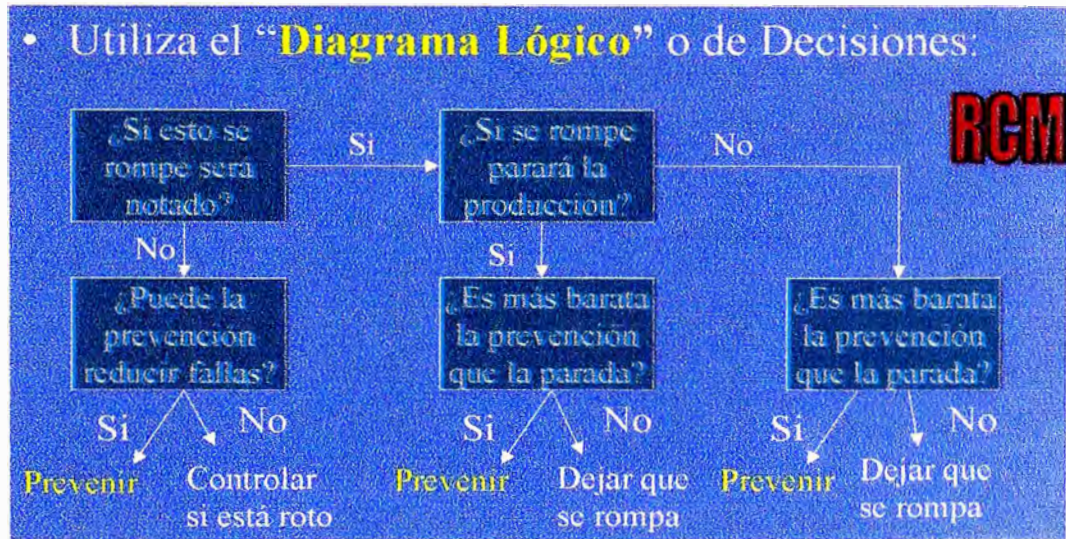 • Utiliza el “Diagrama Lógico” o de Decisiones:
RCM
¿Si esto se
rompe será
notado?
Si
¿Si se rompe
parará la
producción?
No
No
Si
¿Puede la
prevención
reducir fallas?
¿Es más barata
la prevención
que la parada?
¿Es más barata
la prevención
que la parada?
Si
No
Si
No
Si
No
Prevenir
Controlar
si está roto
Prevenir
Dejar que
se rompa
Prevenir
Dejar que
se rompa